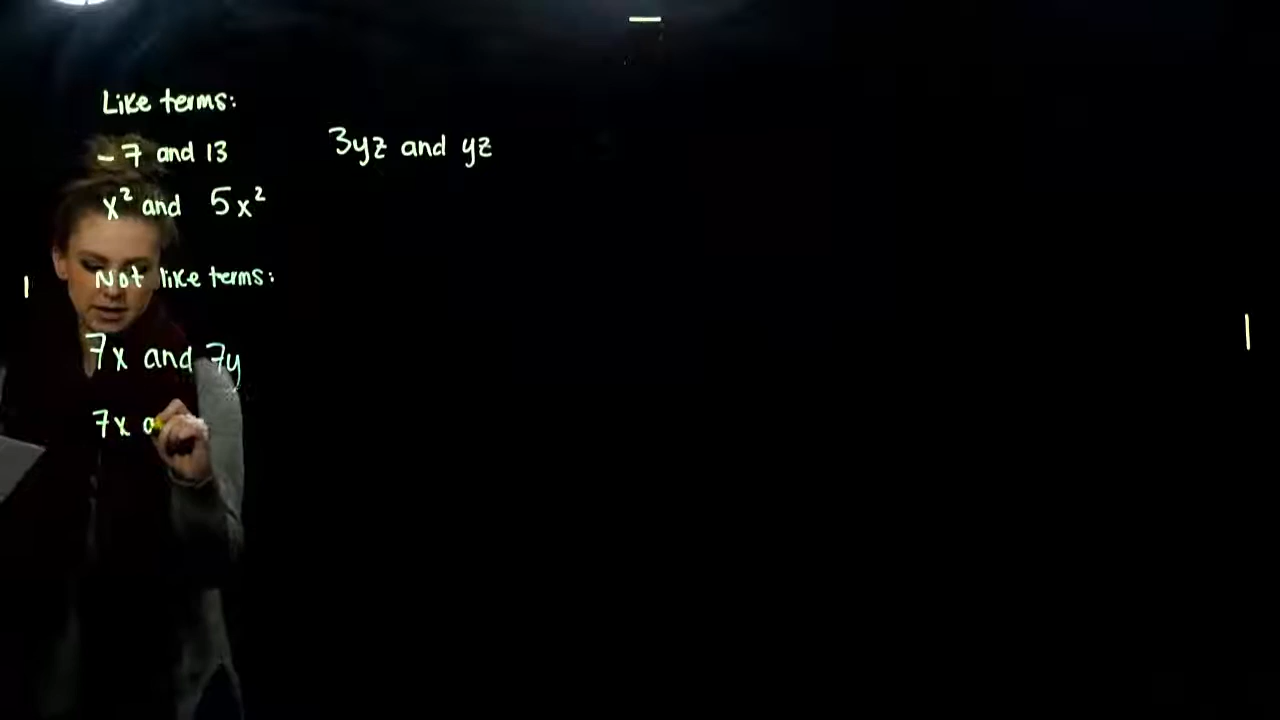 Like terms:
-7 and 13
3yz and yz
x² and 5x²
Not like terms:
7x and 7y
7x